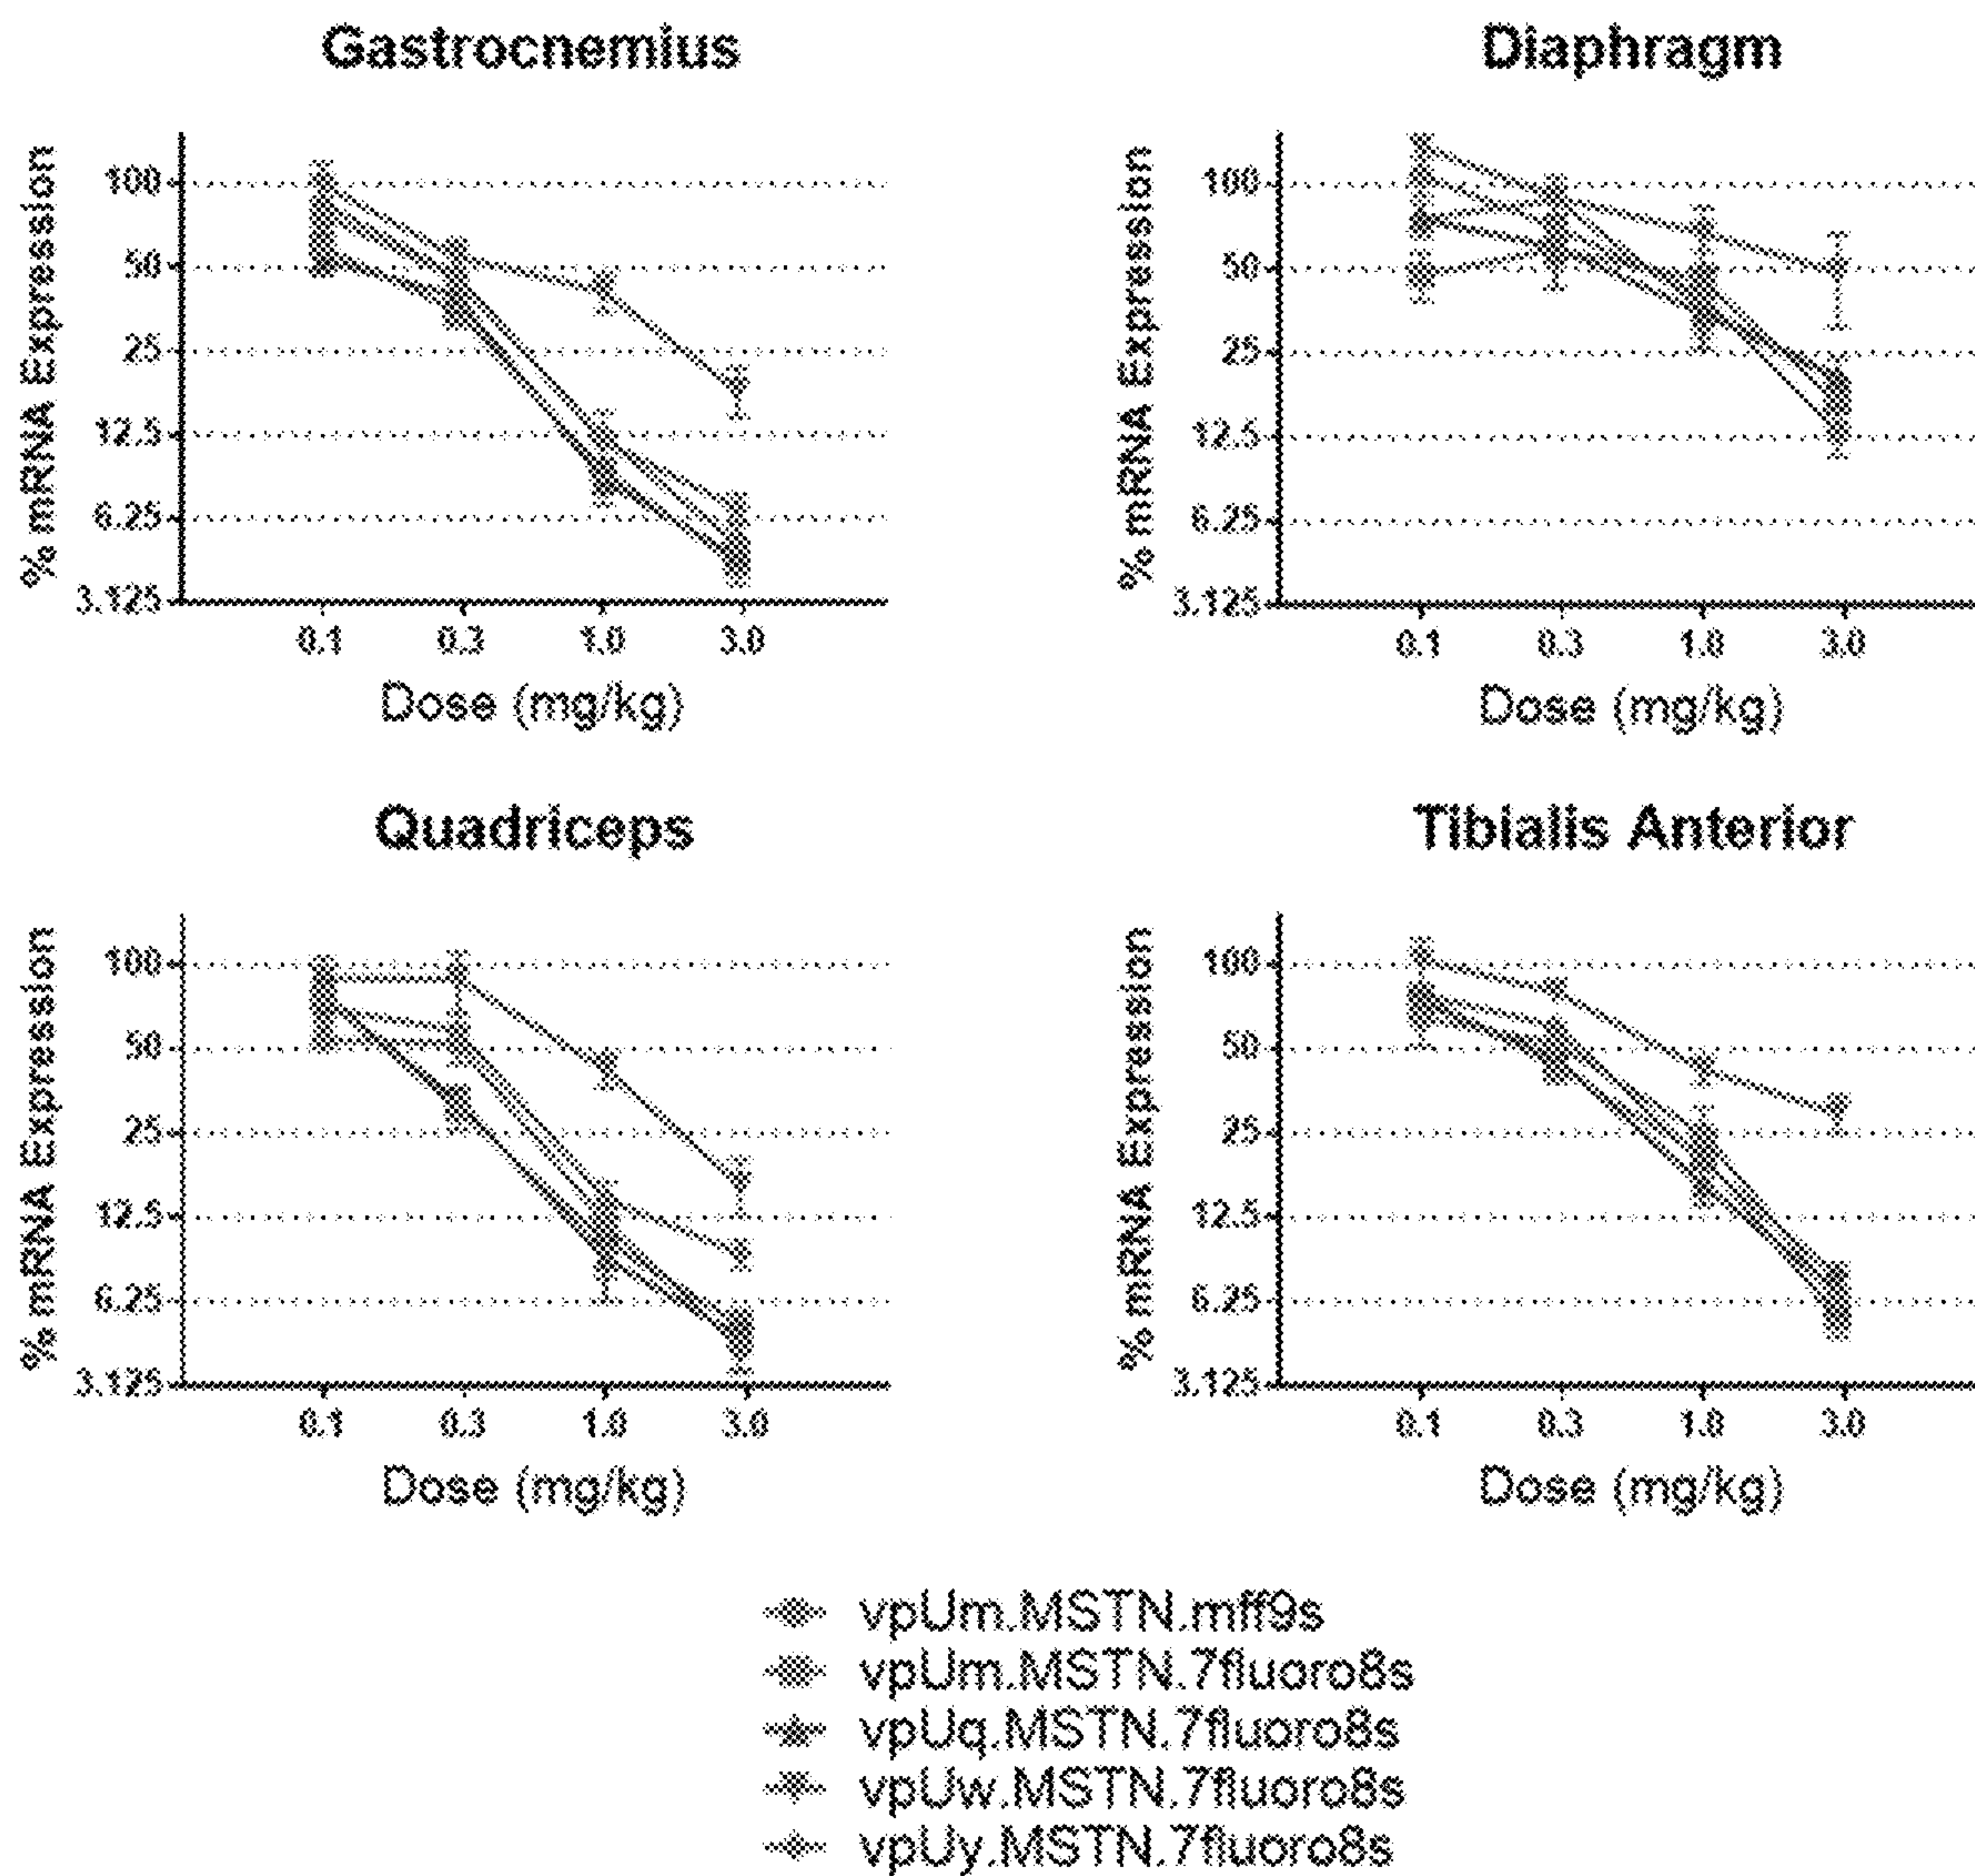 Gastrocnemius
% mRNA Expression
100
50
25
12.5
6.25
3.125
0.1 0.3 1.0 3.0
Dose (mg/kg)
Diaphragm
% mRNA Expression
100
50
25
12.5
6.25
3.125
0.1 0.3 1.0 3.0
Dose (mg/kg)
Quadriceps
% mRNA Expression
100
50
25
12.5
6.25
3.125
0.1 0.3 1.0 3.0
Dose (mg/kg)
Tibialis Anterior
% mRNA Expression
100
50
25
12.5
6.25
3.125
0.1 0.3 1.0 3.0
Dose (mg/kg)
vpUm.MSTN.mff9s
vpUm.MSTN.7fluoro8s
vpUq.MSTN.7fluoro8s
vpUw.MSTN.7fluoro8s
vpUy.MSTN.7fluoro8s